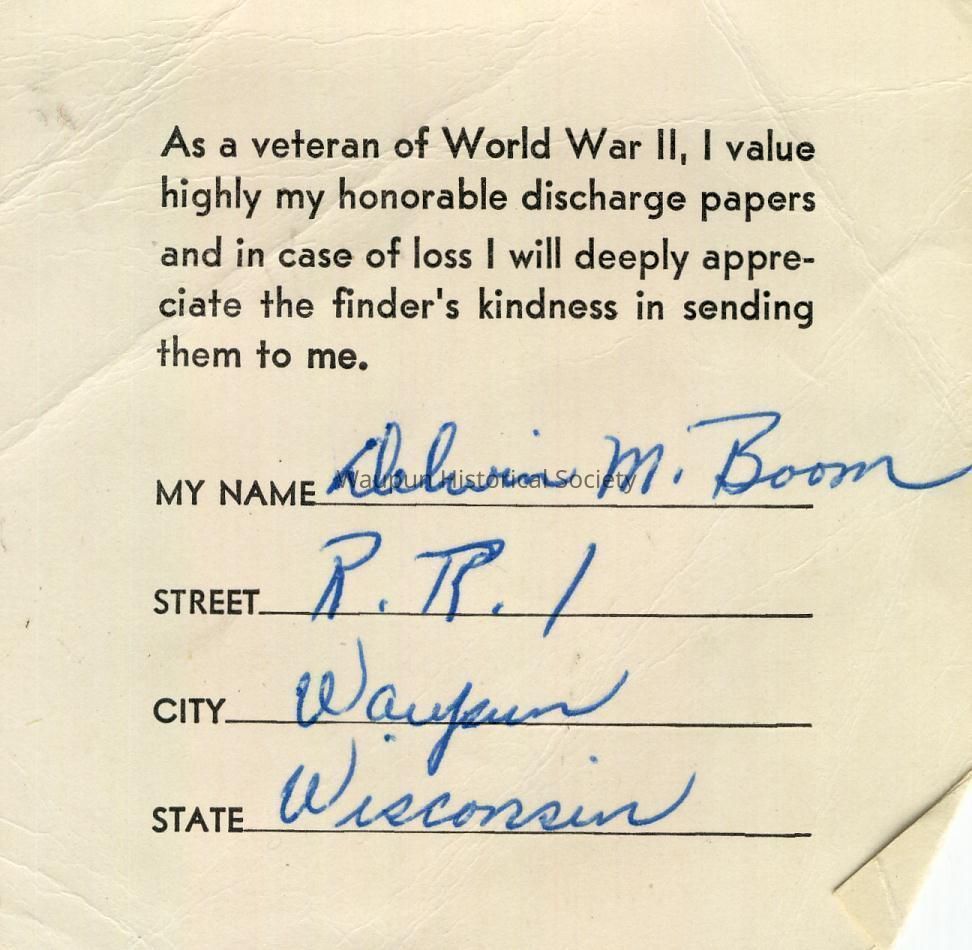 As a veteran of World War II, I value
highly my honorable discharge papers
and in case of loss I will deeply appre-
ciate the finder's kindness in sending
them to me.
MY NAME Delvin M. Boom
Waupun Historical Society
STREET R. R. 1
CITY Waupun
STATE Wisconsin